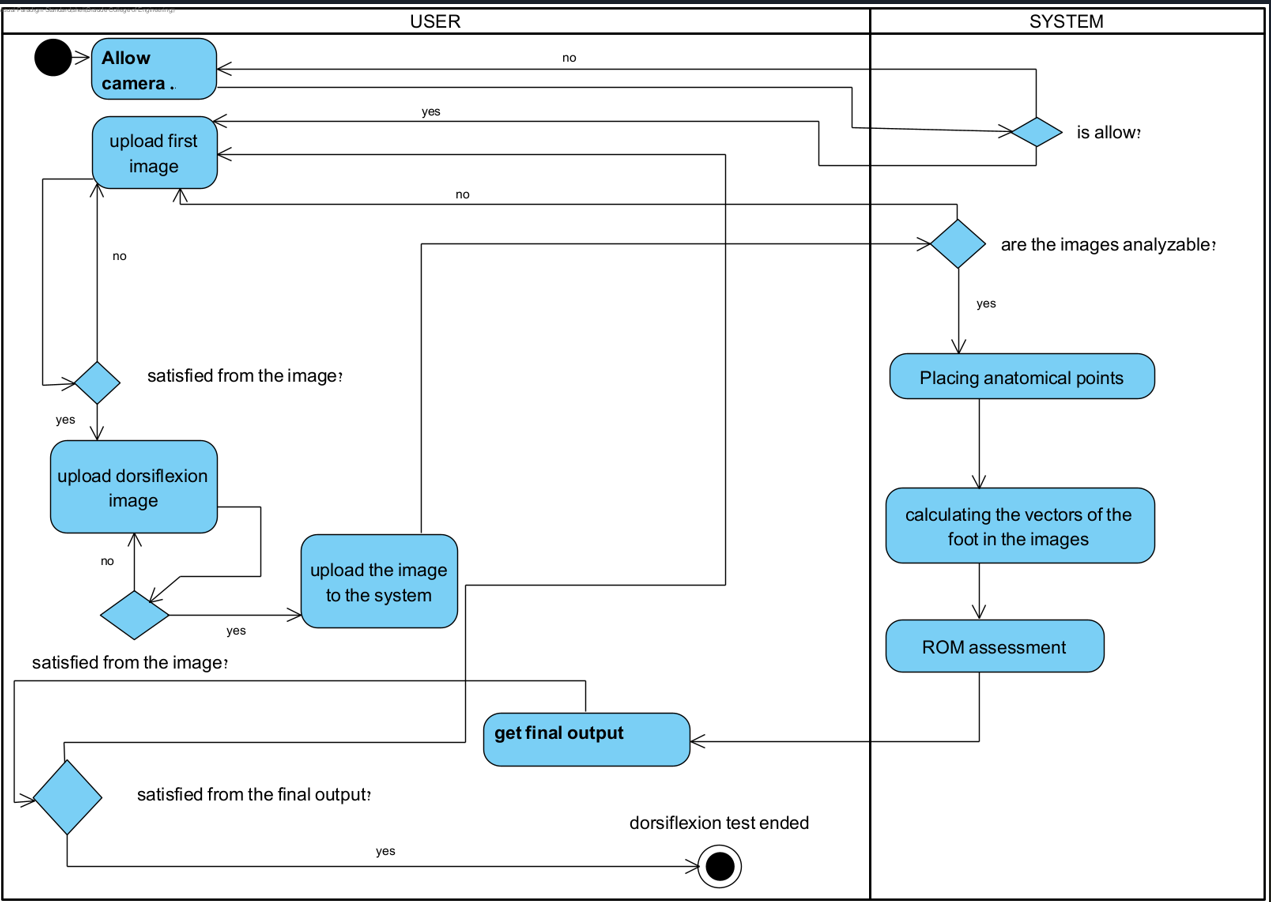 USER
SYSTEM
Allow
camera ..
no
yes
is allow?
upload first
image
no
are the images analyzable?
no
yes
satisfied from the image?
Placing anatomical points
yes
upload dorsiflexion
image
calculating the vectors of the
foot in the images
no
upload the image
to the system
yes
ROM assessment
satisfied from the image?
get final output
satisfied from the final output?
dorsiflexion test ended
yes